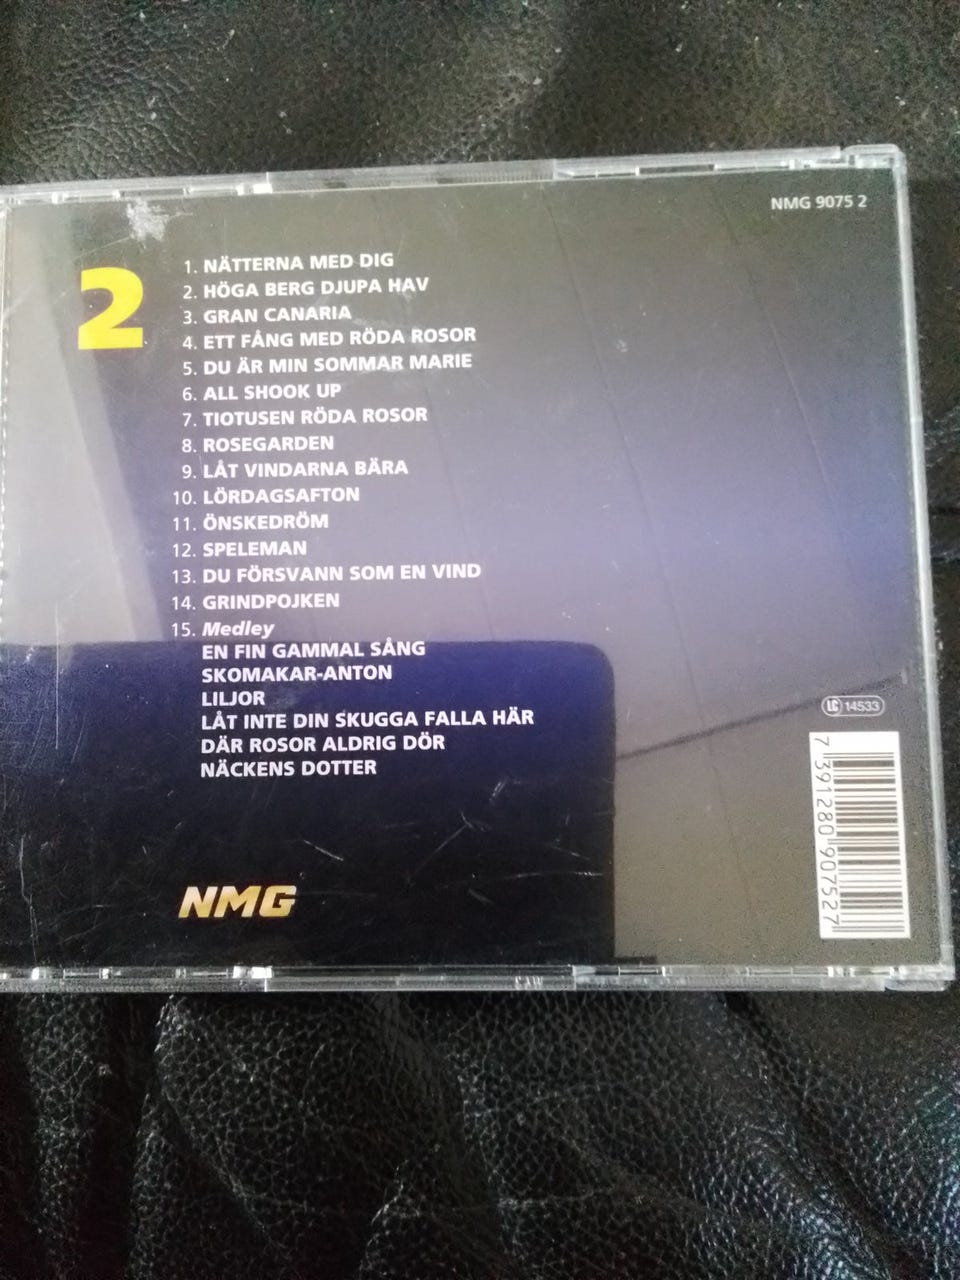 NMG 9075 2
2
1. NÄTTERNA MED DIG
2. HÖGA BERG DJUPA HAV
3. GRAN CANARIA
4. ETT FÅNG MED RÖDA ROSOR
5. DU ÄR MIN SOMMAR MARIE
6. ALL SHOOK UP
7. TIOTUSEN RÖDA ROSOR
8. ROSEGARDEN
9. LÅT VINDARNA BÄRA
10. LÖRDAGSAFTON
11. ÖNSKEDRÖM
12. SPELEMAN
13. DU FÖRSVANN SOM EN VIND
14. GRINDPOJKEN
15. Medley
EN FIN GAMMAL SÅNG
SKOMAKAR-ANTON
LILJOR
LÅT INTE DIN SKUGGA FALLA HÄR
DÄR ROSOR ALDRIG DÖR
NÄCKENS DOTTER
LC 14533
7 391280 907527
NMG